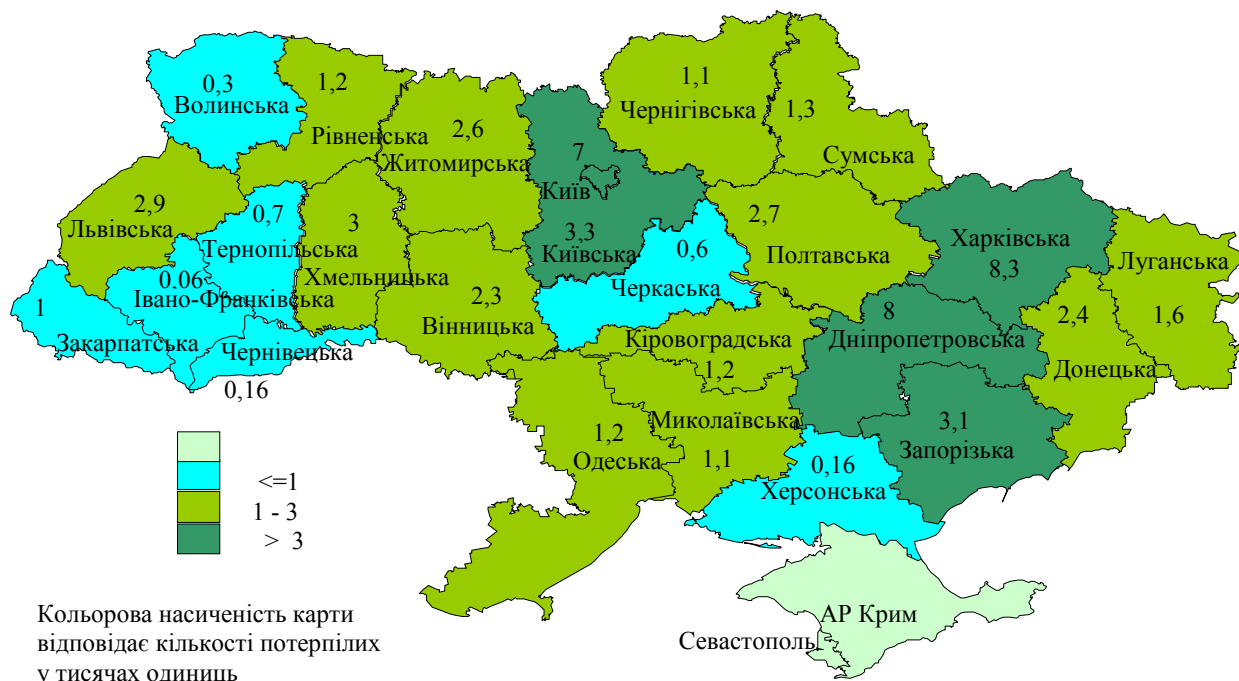 0,3
Волинська
1,2
Рівненська
2,6
Житомирська
7
Київ
3,3
Київська
1,1
Чернігівська
1,3
Сумська
2,9
Львівська
0,7
Тернопільська
3
Хмельницька
2,3
Вінницька
0,6
Черкаська
2,7
Полтавська
Харківська
8,3
Луганська
1,6
0.06
Івано-Франківська
1
Закарпатська
Чернівецька
0,16
Кіровоградська
1,2
8
Дніпропетровська
2,4
Донецька
1,2
Одеська
Миколаївська
1,1
3,1
Запорізька
0,16
Херсонська
АР Крим
Севастополь
<=1
1 - 3
> 3
Кольорова насиченість карти
відповідає кількості потерпілих
у тисячах одиниць